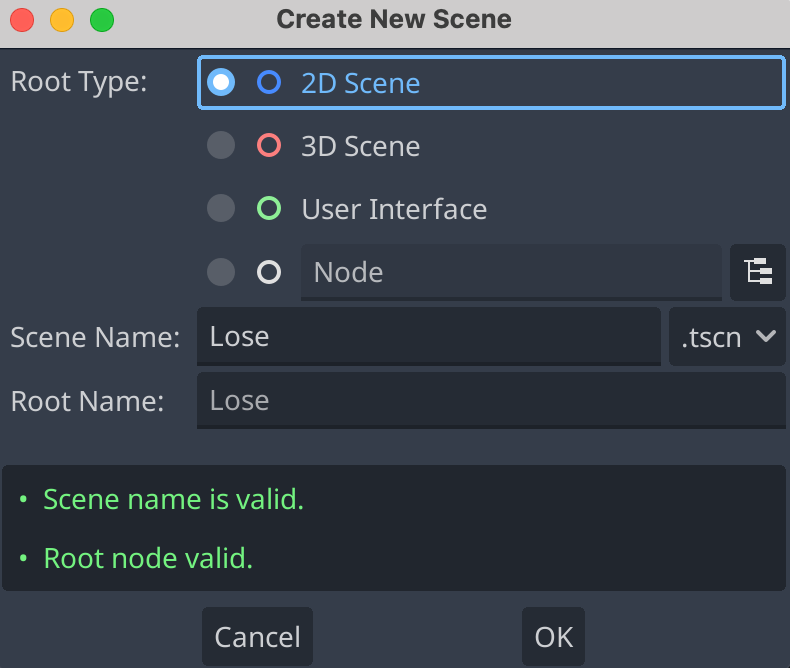 Create New Scene
Root Type:
2D Scene
3D Scene
User Interface
Node
Scene Name: Lose .tscn
Root Name: Lose
• Scene name is valid.
• Root node valid.
Cancel OK